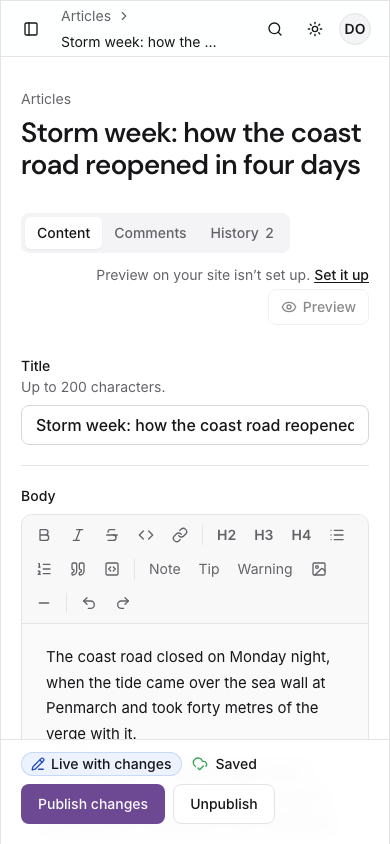 Articles
Storm week: how the ...
DO
Articles
Storm week: how the coast
road reopened in four days
Content Comments History 2
Preview on your site isn't set up. Set it up
Preview
Title
Up to 200 characters.
Storm week: how the coast road reopened
Body
H2 H3 H4
Note Tip Warning
The coast road closed on Monday night,
when the tide came over the sea wall at
Penmarch and took forty metres of the
verge with it.
Live with changes Saved
Publish changes Unpublish